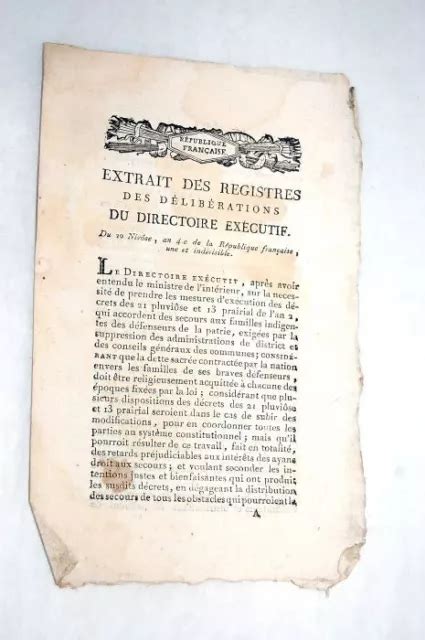 RÉPUBLIQUE
FRANÇAISE
EXTRAIT DES REGISTRES
DES DÉLIBÉRATIONS
DU DIRECTOIRE EXÉCUTIF.
Du 20 Nivôse, an 4.e de la République française,
une et indivisible.
LE DIRECTOIRE EXÉCUTIF, après avoir
entendu le ministre de l'intérieur, sur la neces-
sité de prendre les mesures d'execution des dé-
crets des 21 pluviôse et 13 prairial de l'an 2,
qui accordent des secours aux familles indigen-
tes des défenseurs de la patrie, exigées par la
suppression des administrations de district et
des conseils généraux des communes; CONSIDÉ-
RANT que la dette sacrée contractée par la nation
envers les familles de ses braves défenseurs,
doit être religieusement acquittée à chacune des
époques fixées par la loi; considérant que plu-
sieurs dispositions des décrets des 21 pluviôse
et 13 prairial seroient dans le cas de subir des
modifications, pour en coordonner toutes les
parties au système constitutionnel; mais qu'il
pourroit résulter de ce travail, fait en totalité,
des retards préjudiciables aux intérêts des ayans
droit aux secours; et voulant seconder les in-
tentions justes et bienfaisantes qui ont produit
les susdits décrets, en dégageant la distribution
des secours de tous les obstacles qui pourroient la
A